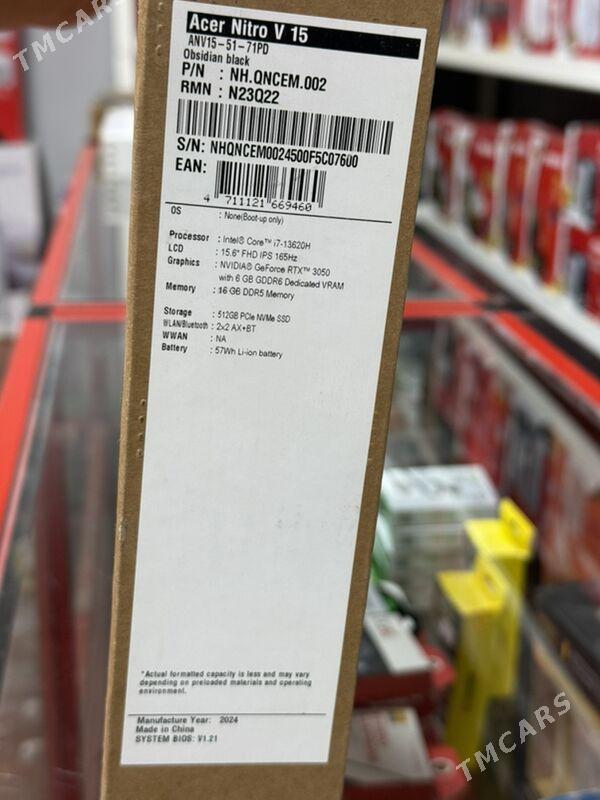 TMCARS
Acer Nitro V 15
ANV15-51-71PD
Obsidian black
P/N : NH.QNCEM.002
RMN : N23Q22
S/N: NHQNCEM0024500F5C07600
EAN:
4 711121 669460
OS : None(Boot-up only)
Processor : Intel® Core™ i7-13620H
LCD : 15.6" FHD IPS 165Hz
Graphics : NVIDIA® GeForce RTX™ 3050
with 6 GB GDDR6 Dedicated VRAM
Memory : 16 GB DDR5 Memory
Storage : 512GB PCIe NVMe SSD
WLAN/Bluetooth : 2x2 AX+BT
WWAN : NA
Battery : 57Wh Li-ion battery
*Actual formatted capacity is less and may vary
depending on preloaded materials and operating
environment.
Manufacture Year: 2024
Made in China
SYSTEM BIOS: V1.21
TMCARS